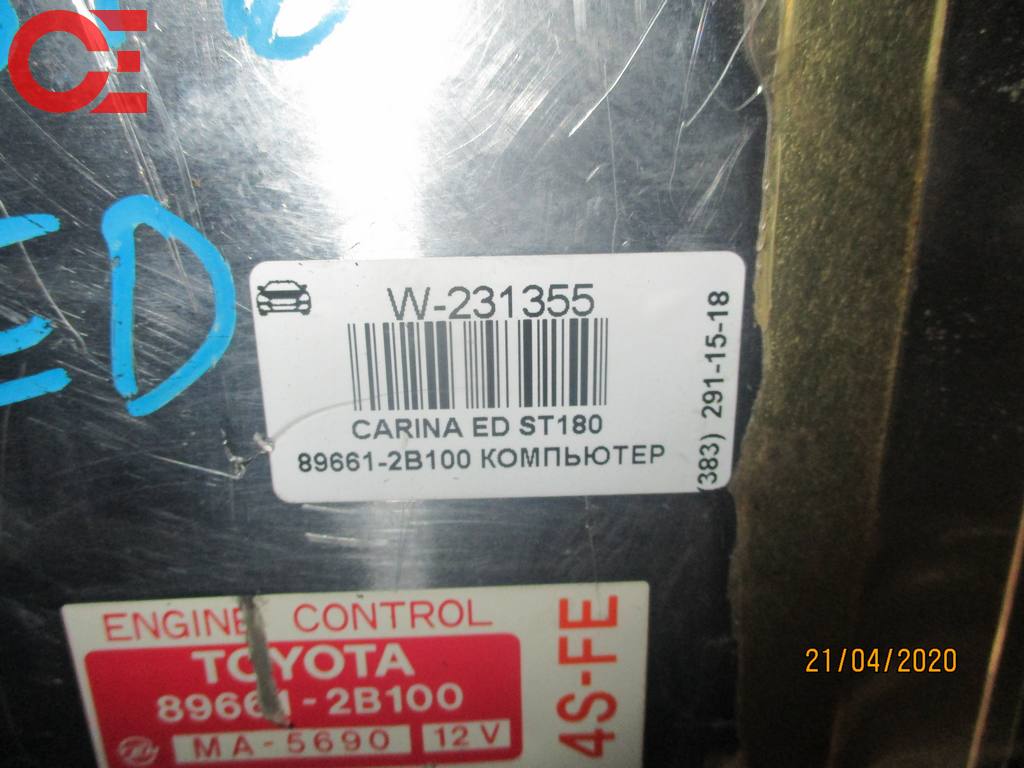 CE
ED
W-231355
CARINA ED ST180
89661-2B100 КОМПЬЮТЕР
(383) 291-15-18
ENGINE CONTROL
TOYOTA
89661-2B100
MA-5690 12V
4S-FE
21/04/2020